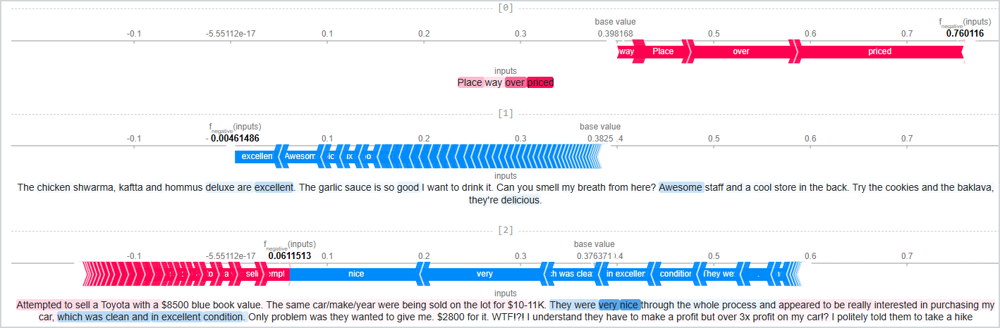 [0]
base value
f negative (inputs)
-0.1 -5.55112e-17 0.1 0.2 0.3 0.398168 0.5 0.6 0.7 0.760116
way Place over priced
inputs
Place way over priced
[1]
f negative (inputs)
base value
-0.1 -0.00461486 0.1 0.2 0.3 0.3825 .4 0.5 0.6 0.7
excellen Awesom
inputs
The chicken shwarma, kaftta and hommus deluxe are excellent. The garlic sauce is so good I want to drink it. Can you smell my breath from here? Awesome staff and a cool store in the back. Try the cookies and the baklava,
they're delicious.
[2]
f negative (inputs)
base value
-0.1 -5.55112e-17 0.0611513 0.1 0.2 0.3 0.376371 0.4 0.5 0.6 0.7
a sell empt nice very ch was clea in excellen condition They we .
inputs
Attempted to sell a Toyota with a $8500 blue book value. The same car/make/year were being sold on the lot for $10-11K. They were very nice through the whole process and appeared to be really interested in purchasing my
car, which was clean and in excellent condition. Only problem was they wanted to give me. $2800 for it. WTF!?! I understand they have to make a profit but over 3x profit on my car!? I politely told them to take a hike